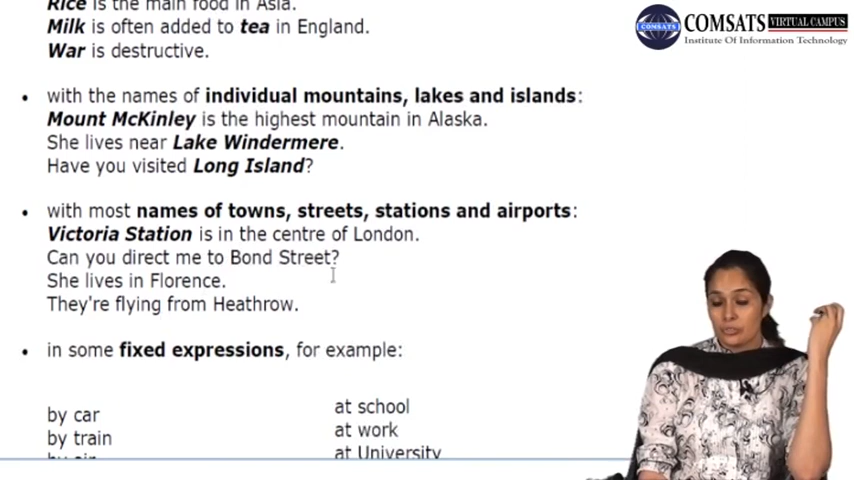 Rice is the main food in Asia.
Milk is often added to tea in England.
War is destructive.
• with the names of individual mountains, lakes and islands:
Mount McKinley is the highest mountain in Alaska.
She lives near Lake Windermere.
Have you visited Long Island?
• with most names of towns, streets, stations and airports:
Victoria Station is in the centre of London.
Can you direct me to Bond Street?
She lives in Florence.
They're flying from Heathrow.
• in some fixed expressions, for example:
by car
by train
by air
at school
at work
at University
COMSATS
COMSATS VIRTUAL CAMPUS
Institute Of Information Technology